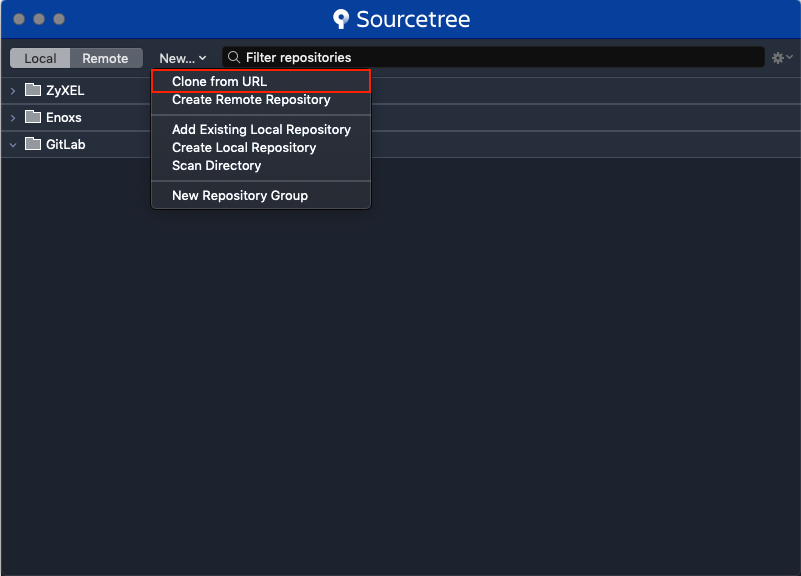 Sourcetree
Local Remote New... Filter repositories
Clone from URL
Create Remote Repository
Add Existing Local Repository
Create Local Repository
Scan Directory
New Repository Group
ZyXEL
Enoxs
GitLab